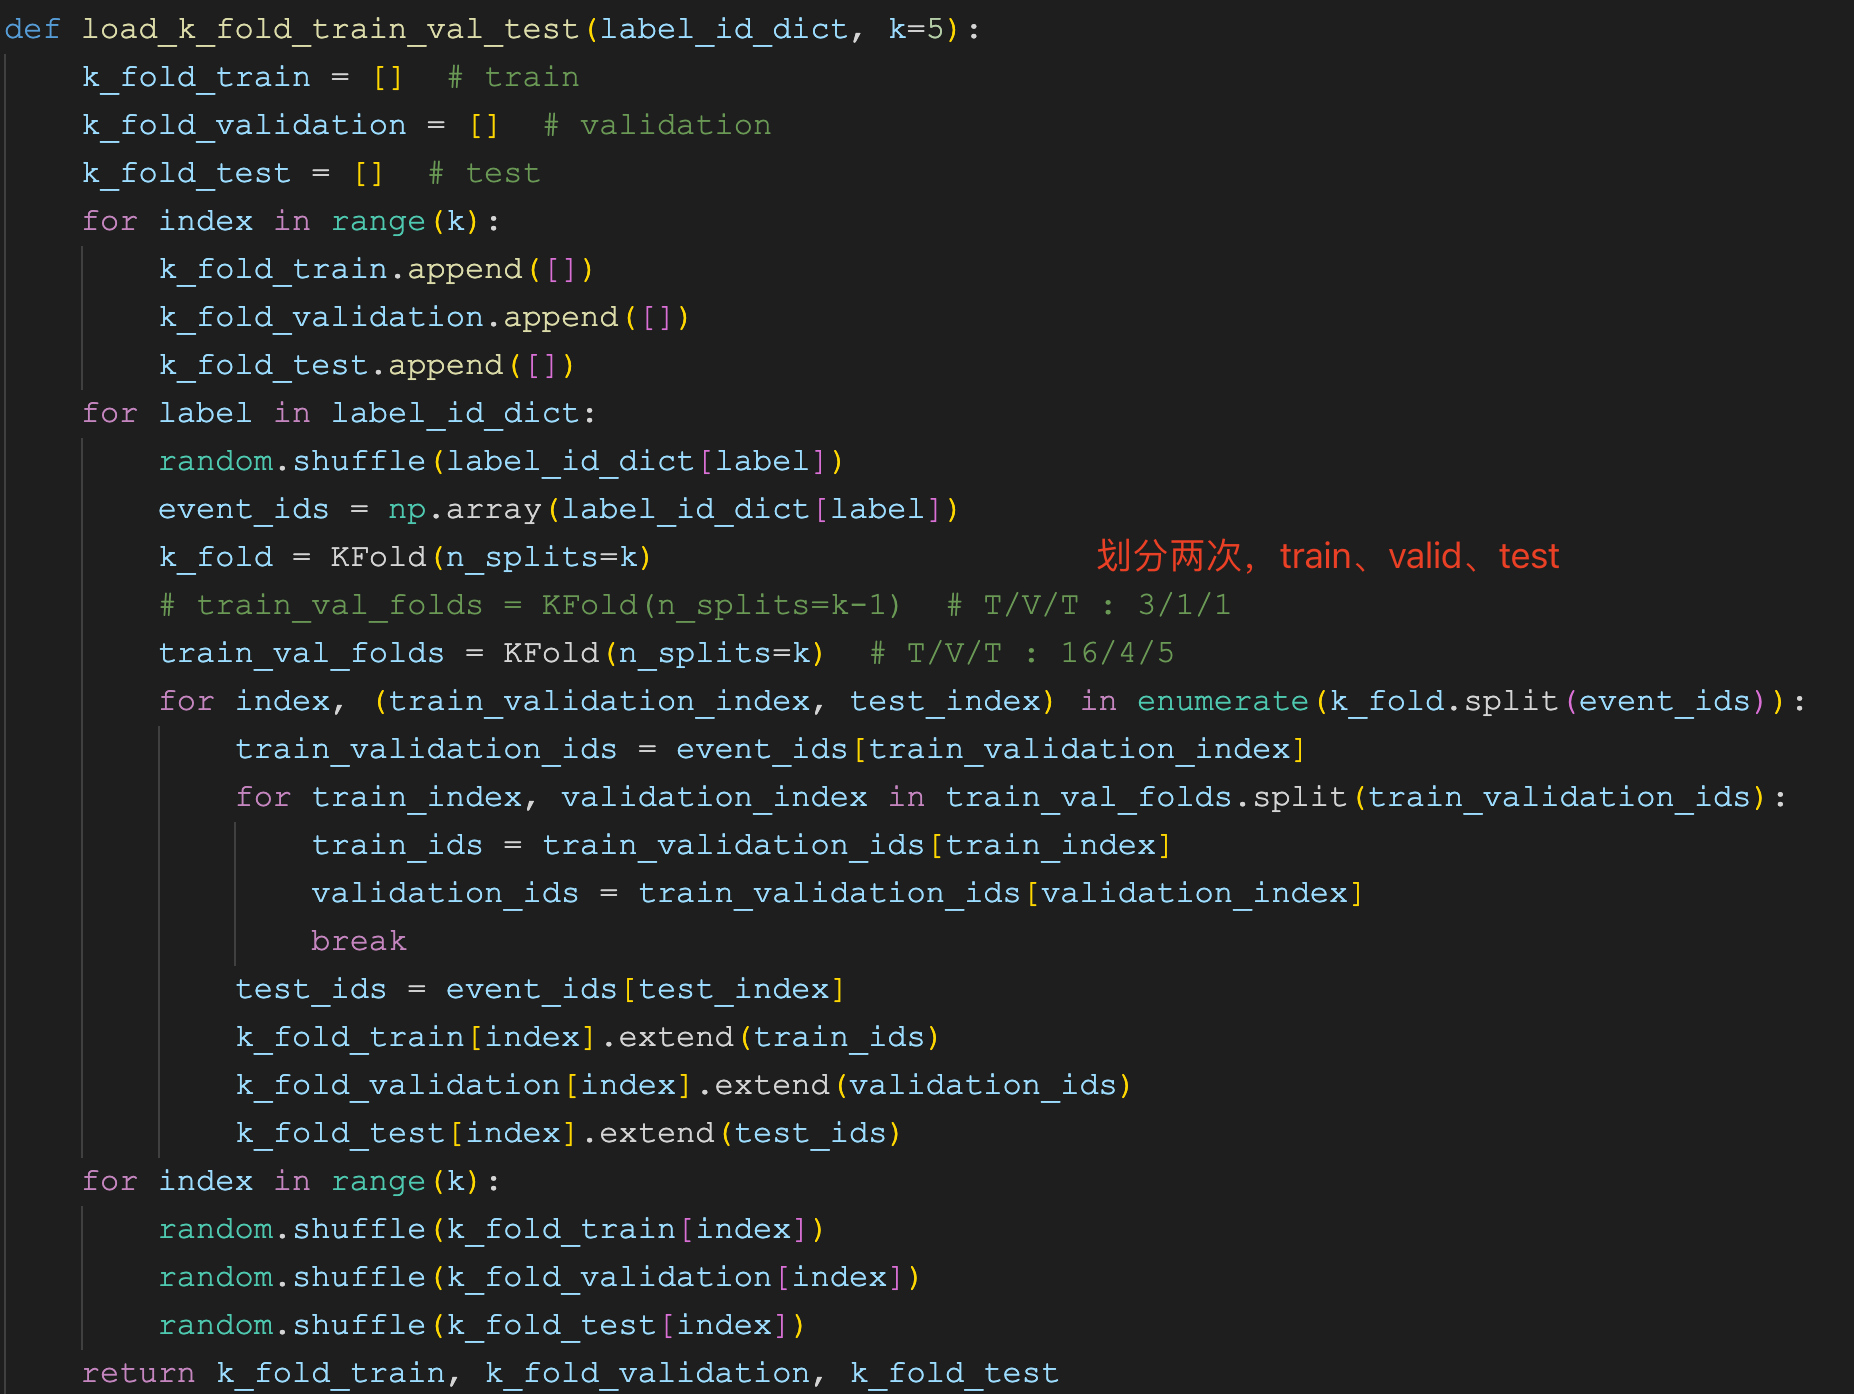 def load_k_fold_train_val_test(label_id_dict, k=5):
    k_fold_train = []  # train
    k_fold_validation = []  # validation
    k_fold_test = []  # test
    for index in range(k):
        k_fold_train.append([])
        k_fold_validation.append([])
        k_fold_test.append([])
    for label in label_id_dict:
        random.shuffle(label_id_dict[label])
        event_ids = np.array(label_id_dict[label])
        k_fold = KFold(n_splits=k)
划分两次，train、valid、test
        # train_val_folds = KFold(n_splits=k-1)  # T/V/T : 3/1/1
        train_val_folds = KFold(n_splits=k)  # T/V/T : 16/4/5
        for index, (train_validation_index, test_index) in enumerate(k_fold.split(event_ids)):
            train_validation_ids = event_ids[train_validation_index]
            for train_index, validation_index in train_val_folds.split(train_validation_ids):
                train_ids = train_validation_ids[train_index]
                validation_ids = train_validation_ids[validation_index]
                break
            test_ids = event_ids[test_index]
            k_fold_train[index].extend(train_ids)
            k_fold_validation[index].extend(validation_ids)
            k_fold_test[index].extend(test_ids)
    for index in range(k):
        random.shuffle(k_fold_train[index])
        random.shuffle(k_fold_validation[index])
        random.shuffle(k_fold_test[index])
    return k_fold_train, k_fold_validation, k_fold_test